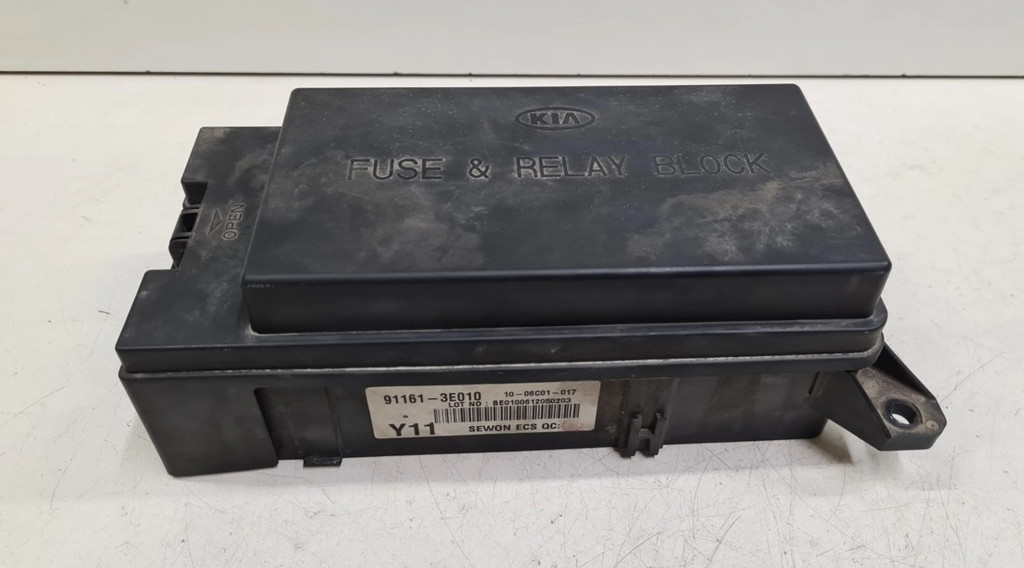 KIA
FUSE & RELAY BLOCK
OPEN
91161-3E010 10-06C01-017
LOT NO : BE0100612050203
Y11 SEWON ECS QC: